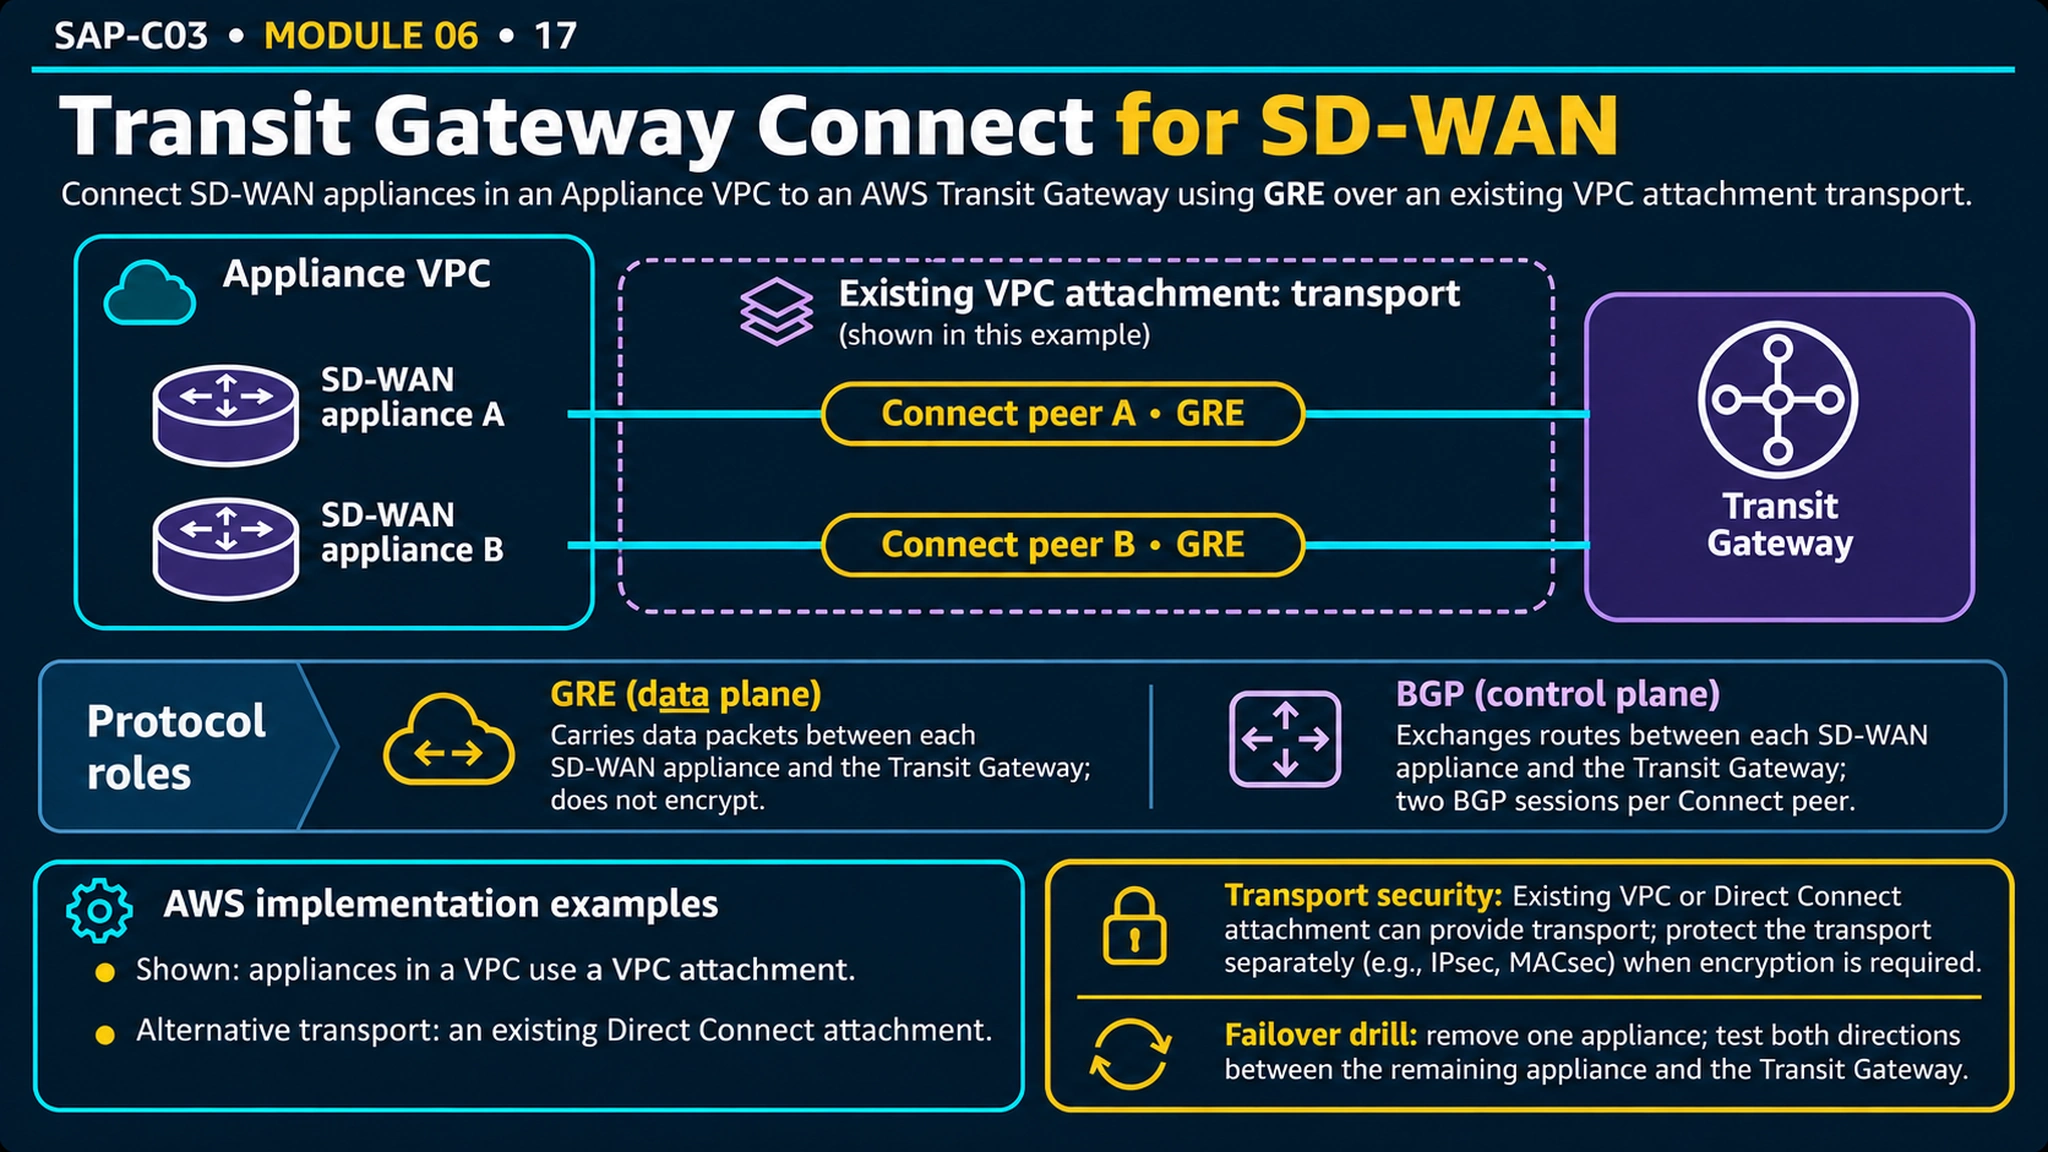 SAP-C03 • MODULE 06 • 17
Transit Gateway Connect for SD-WAN
Connect SD-WAN appliances in an Appliance VPC to an AWS Transit Gateway using GRE over an existing VPC attachment transport.
Appliance VPC
SD-WAN
appliance A
SD-WAN
appliance B
Existing VPC attachment: transport
(shown in this example)
Connect peer A • GRE
Connect peer B • GRE
Transit
Gateway
Protocol
roles
GRE (data plane)
Carries data packets between each
SD-WAN appliance and the Transit Gateway;
does not encrypt.
BGP (control plane)
Exchanges routes between each SD-WAN
appliance and the Transit Gateway;
two BGP sessions per Connect peer.
AWS implementation examples
• Shown: appliances in a VPC use a VPC attachment.
• Alternative transport: an existing Direct Connect attachment.
Transport security: Existing VPC or Direct Connect
attachment can provide transport; protect the transport
separately (e.g., IPsec, MACsec) when encryption is required.
Failover drill: remove one appliance; test both directions
between the remaining appliance and the Transit Gateway.